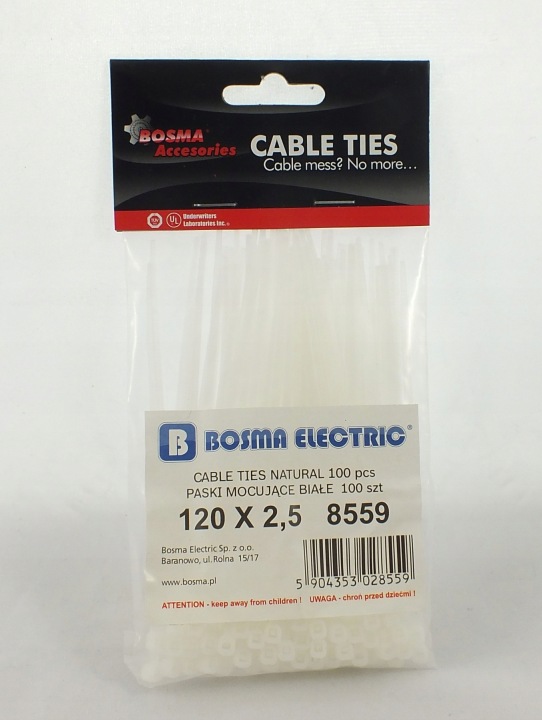 BOSMA®
Accesories
CABLE TIES
Cable mess? No more...
UL
Underwriters
Laboratories Inc.®
B BOSMA ELECTRIC®
CABLE TIES NATURAL 100 pcs
PASKI MOCUJĄCE BIAŁE 100 szt
120 X 2,5 8559
Bosma Electric Sp. z o.o.
Baranowo, ul.Rolna 15/17
www.bosma.pl
5 904353 028559
ATTENTION - keep away from children ! UWAGA - chroń przed dziećmi !